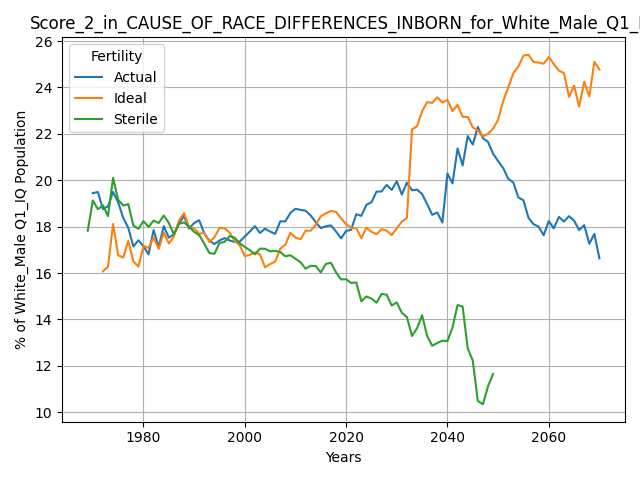 Score_2_in_CAUSE_OF_RACE_DIFFERENCES_INBORN_for_White_Male_Q1_I
Fertility
Actual
Ideal
Sterile
26
24
22
20
18
16
14
12
10
% of White_Male Q1_IQ Population
1980
2000
2020
2040
2060
Years